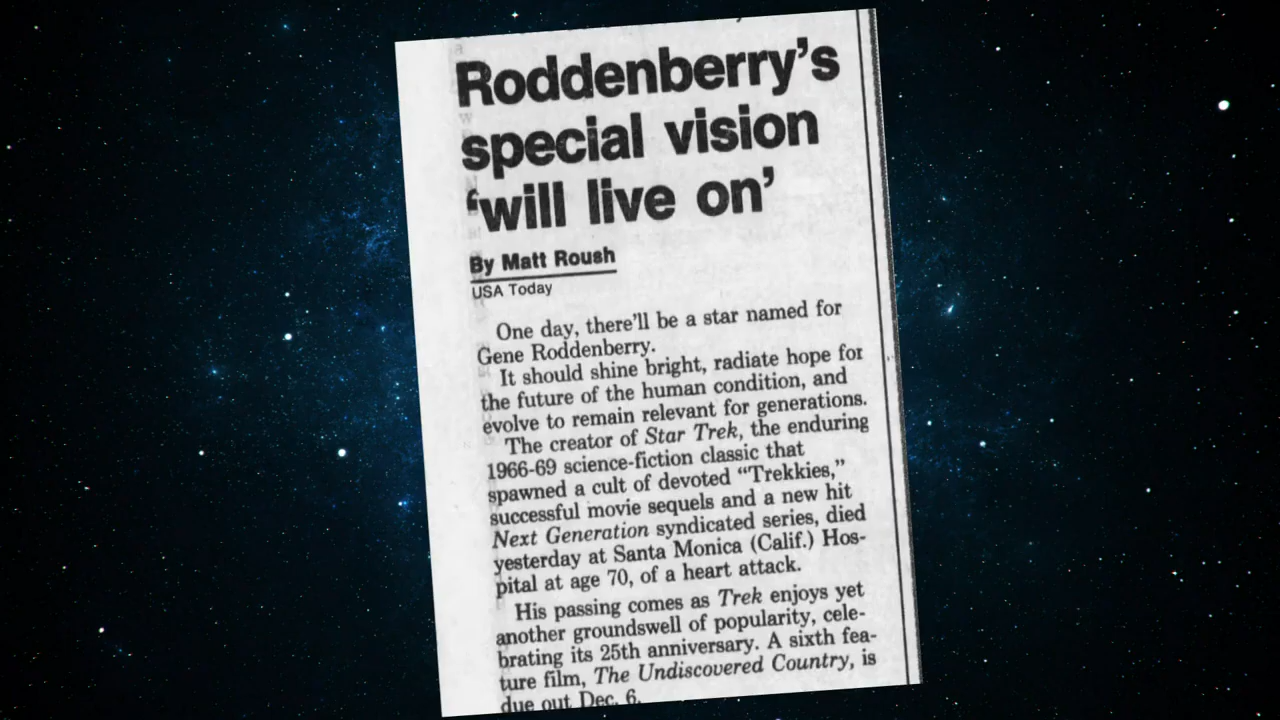 Roddenberry's
special vision
'will live on'
By Matt Roush
USA Today
One day, there'll be a star named for
Gene Roddenberry.
It should shine bright, radiate hope for
the future of the human condition, and
evolve to remain relevant for generations.
The creator of Star Trek, the enduring
1966-69 science-fiction classic that
spawned a cult of devoted “Trekkies,”
successful movie sequels and a new hit
Next Generation syndicated series, died
yesterday at Santa Monica (Calif.) Hos-
pital at age 70, of a heart attack.
His passing comes as Trek enjoys yet
another groundswell of popularity, cele-
brating its 25th anniversary. A sixth fea-
ture film, The Undiscovered Country, is
due out Dec. 6.